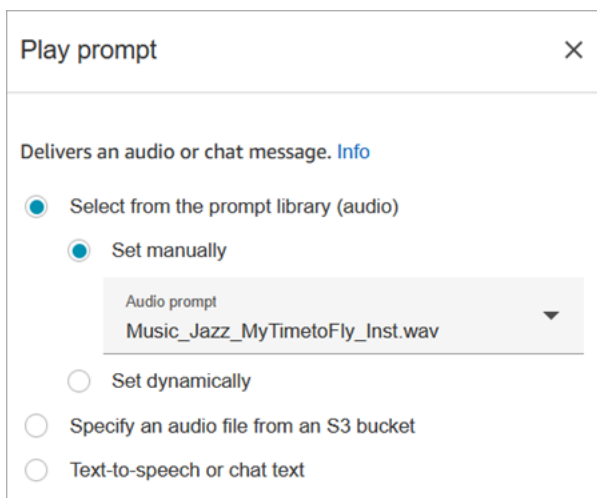 Play prompt
Delivers an audio or chat message. Info
Select from the prompt library (audio)
Set manually
Audio prompt
Music_Jazz_MyTimetoFly_Inst.wav
Set dynamically
Specify an audio file from an S3 bucket
Text-to-speech or chat text